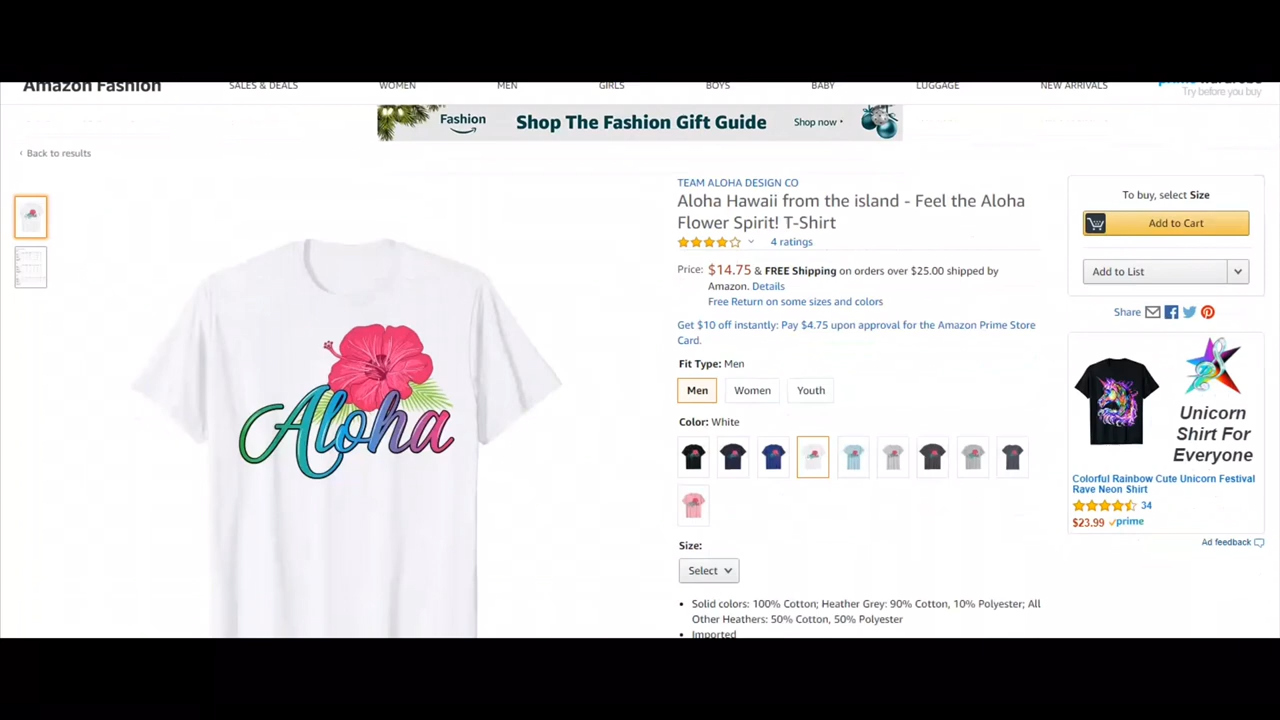 Amazon Fashion
SALES & DEALS
WOMEN
MEN
GIRLS
BOYS
BABY
LUGGAGE
NEW ARRIVALS
Try before you buy
Fashion
Shop The Fashion Gift Guide
Shop now
‹ Back to results
TEAM ALOHA DESIGN CO
Aloha Hawaii from the island - Feel the Aloha
Flower Spirit! T-Shirt
4 ratings
Price: $14.75 & FREE Shipping on orders over $25.00 shipped by
Amazon. Details
Free Return on some sizes and colors
Get $10 off instantly: Pay $4.75 upon approval for the Amazon Prime Store
Card.
Fit Type: Men
Men
Women
Youth
Color: White
Size:
Select
• Solid colors: 100% Cotton; Heather Grey: 90% Cotton, 10% Polyester; All
Other Heathers: 50% Cotton, 50% Polyester
• Imported
Aloha
To buy, select Size
Add to Cart
Add to List
Share
Unicorn
Shirt For
Everyone
Colorful Rainbow Cute Unicorn Festival
Rave Neon Shirt
34
$23.99 prime
Ad feedback